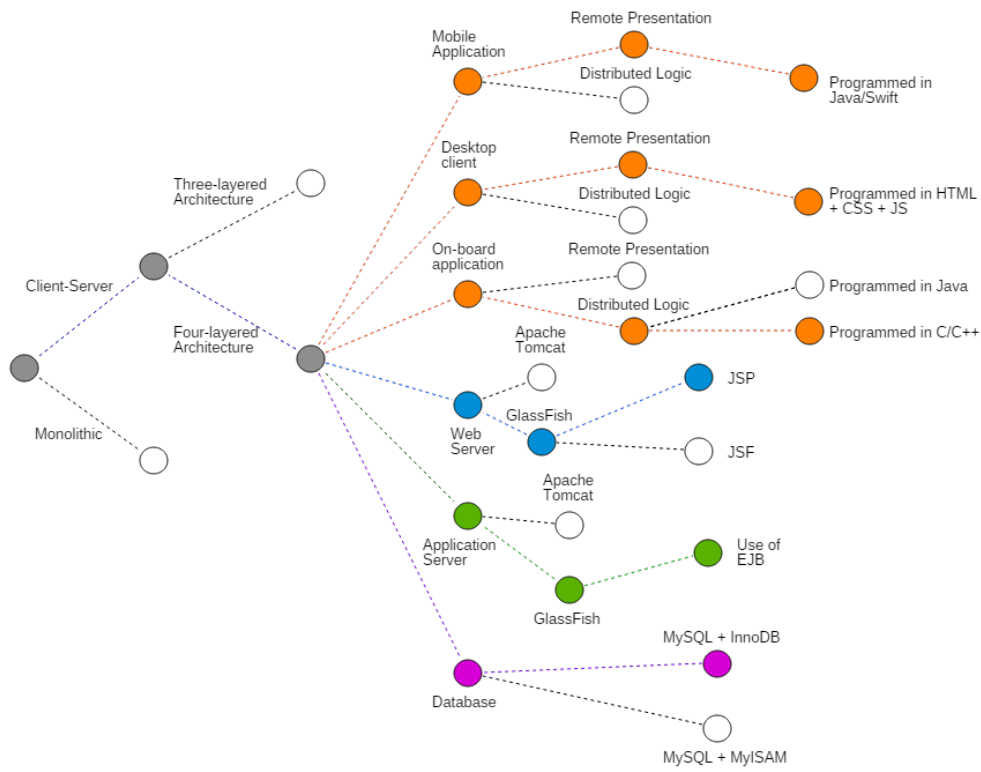 Remote Presentation
Mobile
Application
Distributed Logic
Programmed in
Java/Swift
Remote Presentation
Desktop
client
Distributed Logic
Programmed in HTML
+ CSS + JS
Three-layered
Architecture
Remote Presentation
On-board
application
Client-Server
Programmed in Java
Distributed Logic
Four-layered
Architecture
Programmed in C/C++
Apache
Tomcat
JSP
GlassFish
Web
Server
Monolithic
JSF
Apache
Tomcat
Application
Server
Use of
EJB
GlassFish
MySQL + InnoDB
Database
MySQL + MyISAM